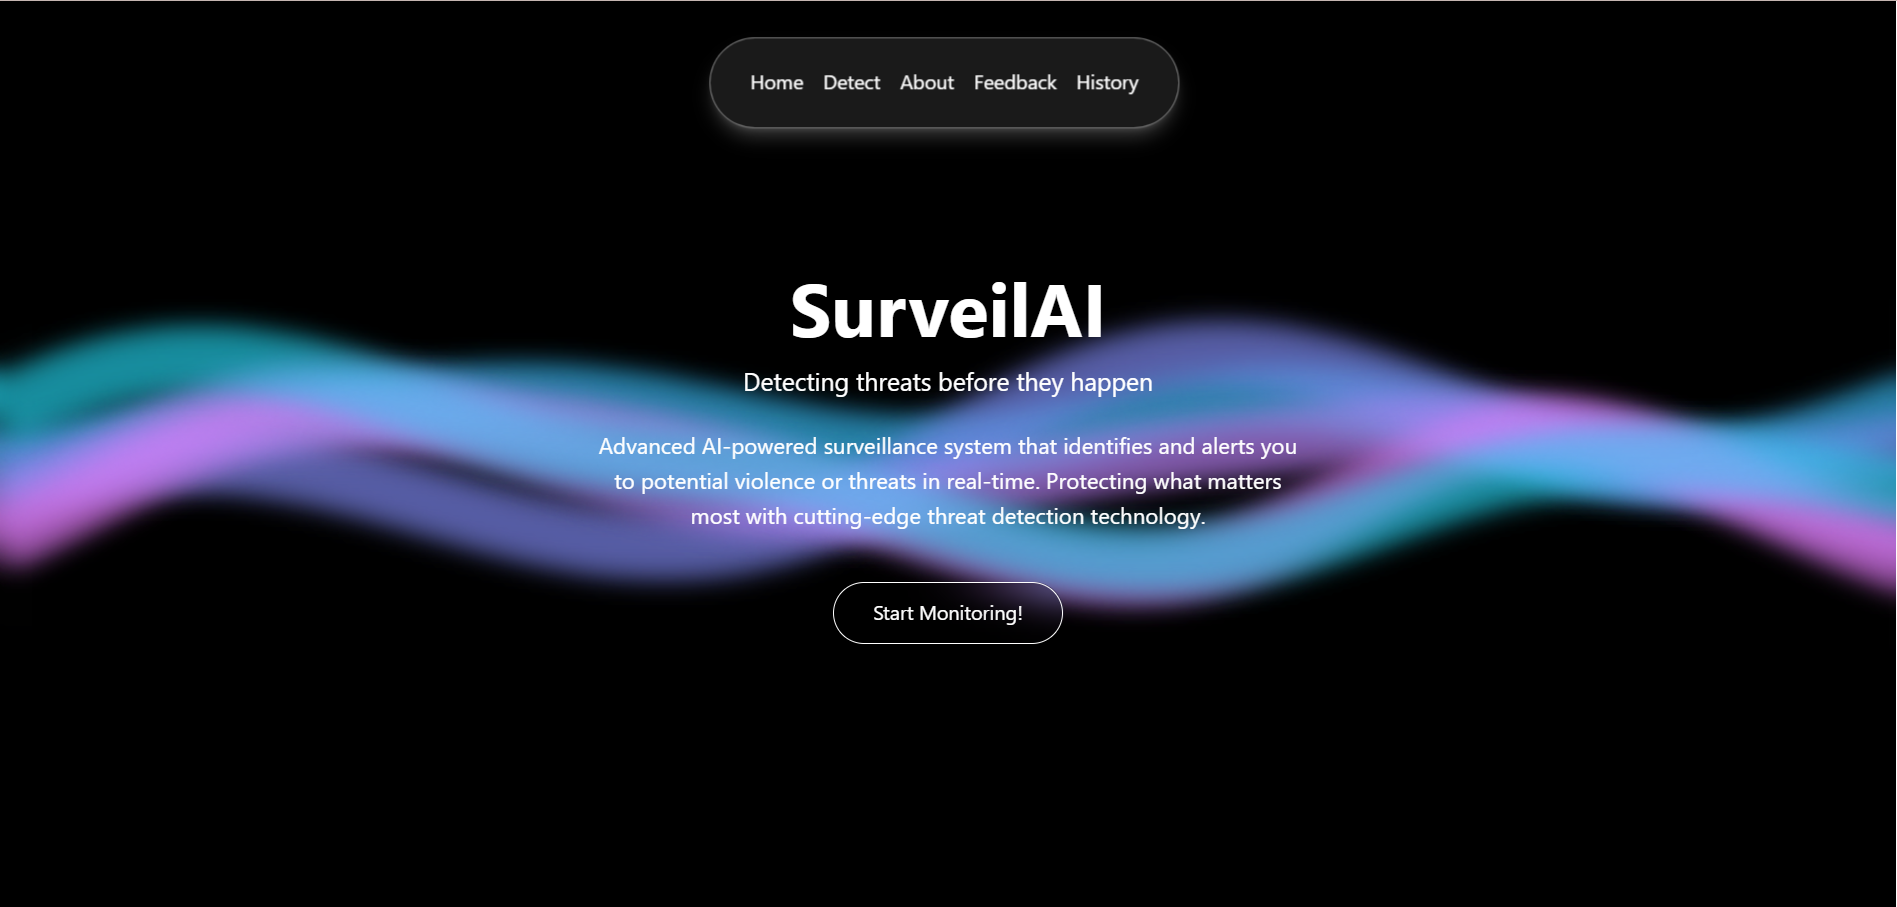 Home Detect About Feedback History
SurveilAI
Detecting threats before they happen
Advanced AI-powered surveillance system that identifies and alerts you
to potential violence or threats in real-time. Protecting what matters
most with cutting-edge threat detection technology.
Start Monitoring!